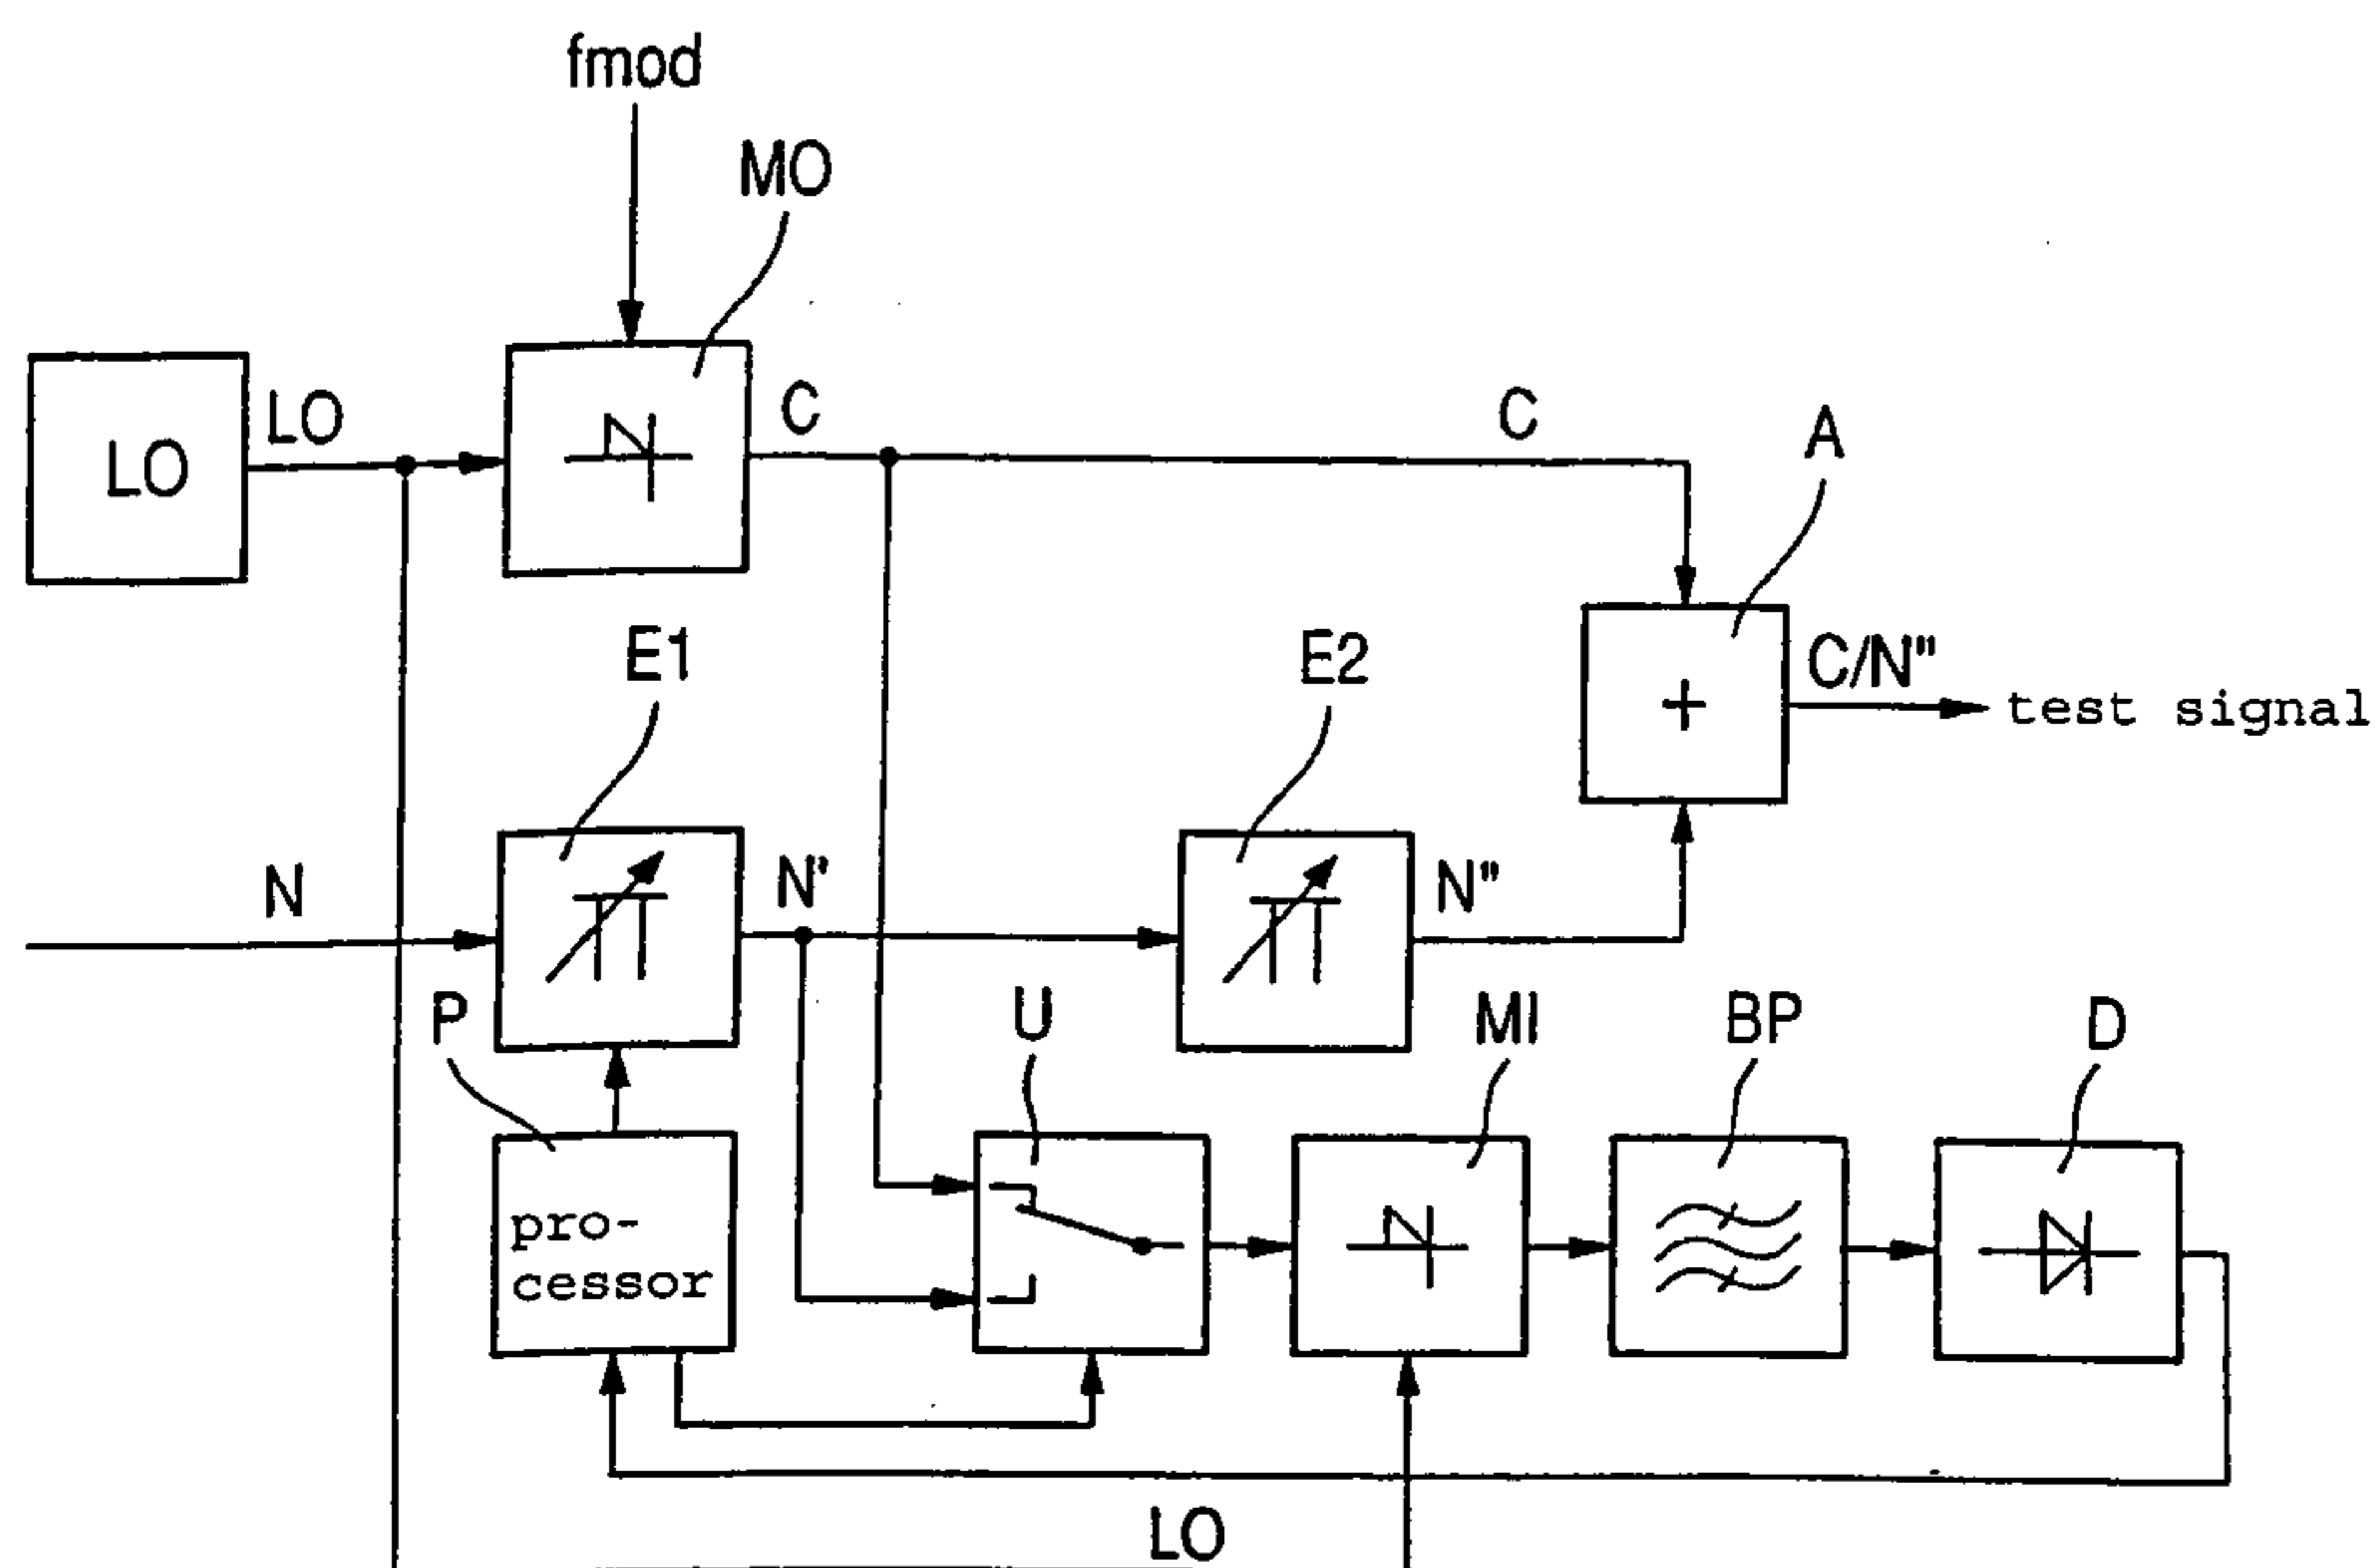 fmod
MO
LO
LO
C
C
A
E1
E2
C/N"
+
test signal
N
N'
N"
P
U
MI
BP
D
pro-
cessor
LO